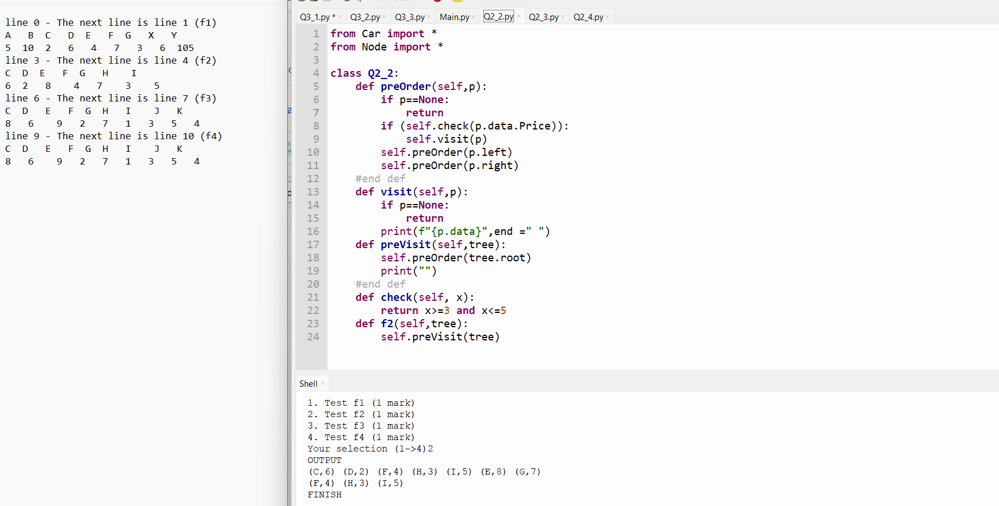 line 0 - The next line is line 1 (f1)
A   B  C   D  E   F  G   X   Y
5  10  2   6   4   7   3   6  105
line 3 - The next line is line 4 (f2)
C  D  E   F  G   H    I
6  2   8    4   7    3    5
line 6 - The next line is line 7 (f3)
C  D   E   F  G  H   I    J   K
8   6    9   2   7   1   3   5   4
line 9 - The next line is line 10 (f4)
C  D   E   F  G  H   I    J   K
8   6    9   2   7   1   3   5   4
Q3_1.py * × Q3_2.py × Q3_3.py × Main.py × Q2_2.py × Q2_3.py × Q2_4.py ×
1 from Car import *
2 from Node import *
3
4 class Q2_2:
5     def preOrder(self,p):
6         if p==None:
7             return
8         if (self.check(p.data.Price)):
9             self.visit(p)
10         self.preOrder(p.left)
11         self.preOrder(p.right)
12     #end def
13     def visit(self,p):
14         if p==None:
15             return
16         print(f"{p.data}",end =" ")
17     def preVisit(self,tree):
18         self.preOrder(tree.root)
19         print("")
20     #end def
21     def check(self, x):
22         return x>=3 and x<=5
23     def f2(self,tree):
24         self.preVisit(tree)
Shell ×
1. Test f1 (1 mark)
2. Test f2 (1 mark)
3. Test f3 (1 mark)
4. Test f4 (1 mark)
Your selection (1->4)2
OUTPUT
(C,6) (D,2) (F,4) (H,3) (I,5) (E,8) (G,7)
(F,4) (H,3) (I,5)
FINISH